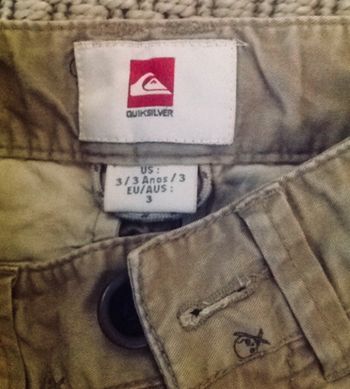 QUIKSILVER
US :
3/3 Anos/3
EU/AUS :
3